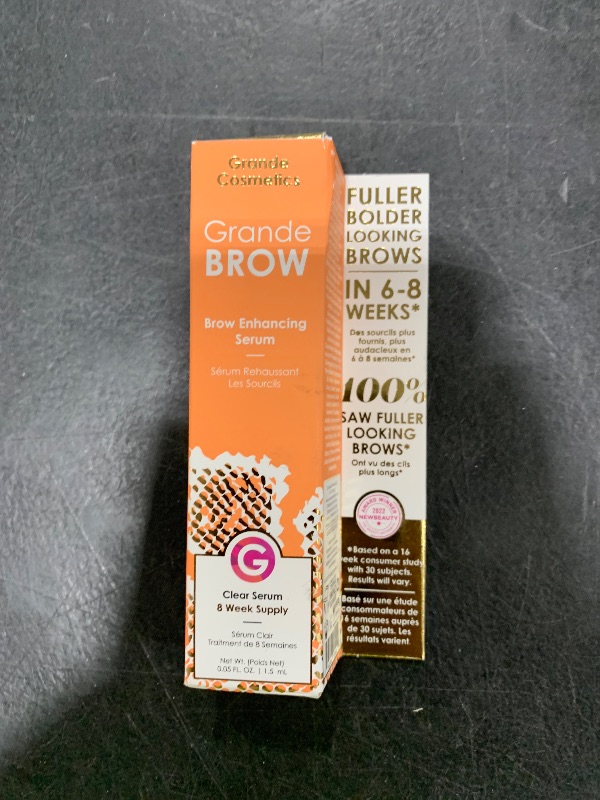 Grande
Cosmetics
Grande
BROW
Brow Enhancing
Serum
Sérum Rehaussant
Les Sourcils
G
Clear Serum
8 Week Supply
Sérum Clair
Traitment de 8 Semaines
Net Wt. (Poids Net)
0.05 FL. OZ. | 1.5 mL
FULLER
BOLDER
LOOKING
BROWS
IN 6-8
WEEKS*
Des sourcils plus
fournis, plus
audacieux en
6 à 8 semaines*
100%
SAW FULLER
LOOKING
BROWS*
Ont vu des cils
plus longs*
AWARD WINNER
2022
NEWBEAUTY
*Based on a 16
eek consumer study
with 30 subjects.
Results will vary.
Basé sur une étude
consommateurs de
16 semaines auprès
de 30 sujets. Les
résultats varient.